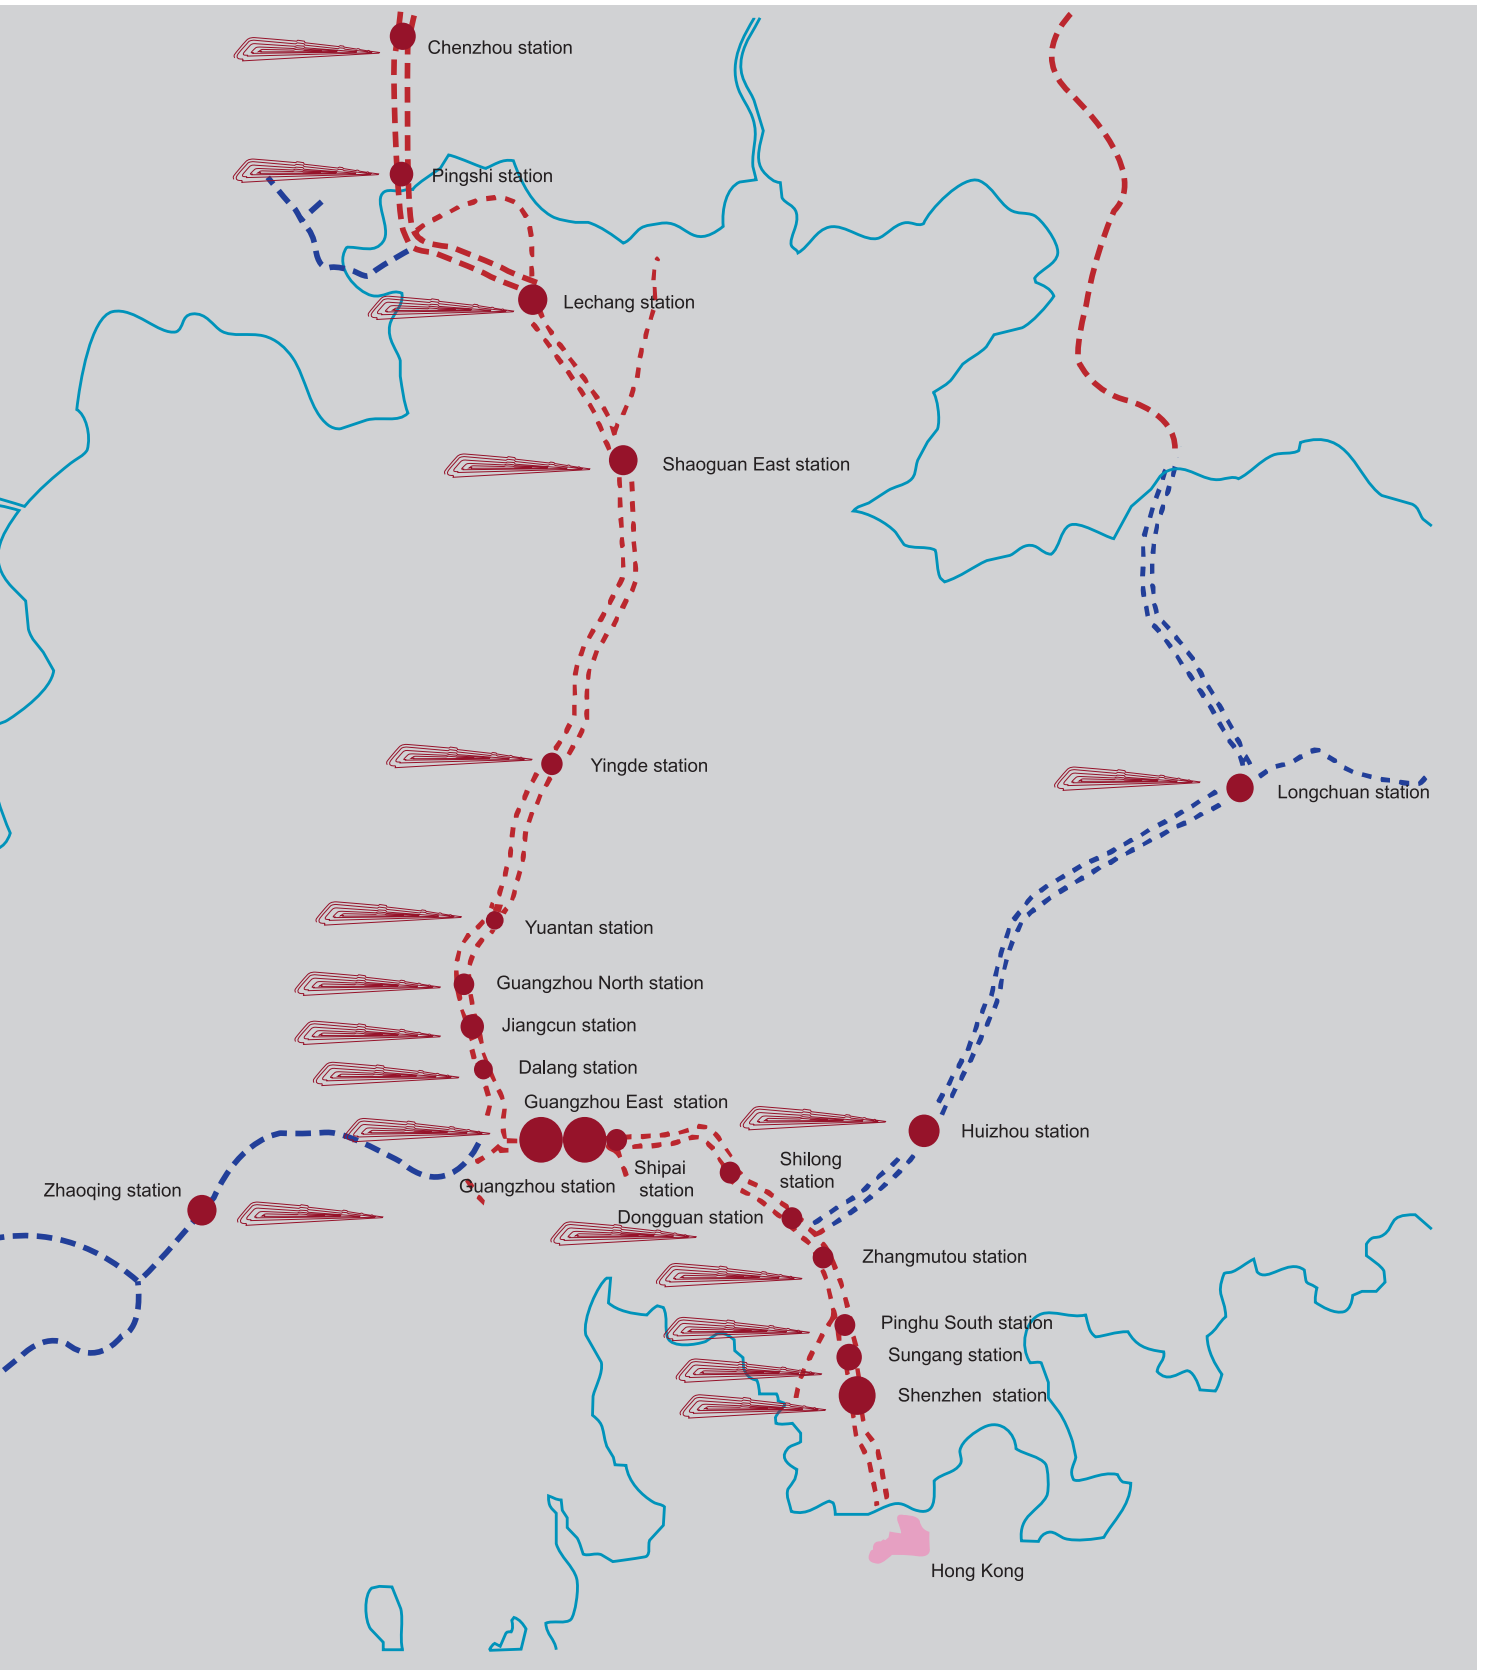 Chenzhou station
Pingshi station
Lechang station
Shaoguan East station
Yingde station
Longchuan station
Yuantan station
Guangzhou North station
Jiangcun station
Dalang station
Guangzhou East  station
Huizhou station
Shilong
station
Shipai
station
Guangzhou station
Zhaoqing station
Dongguan station
Zhangmutou station
Pinghu South station
Sungang station
Shenzhen  station
Hong Kong